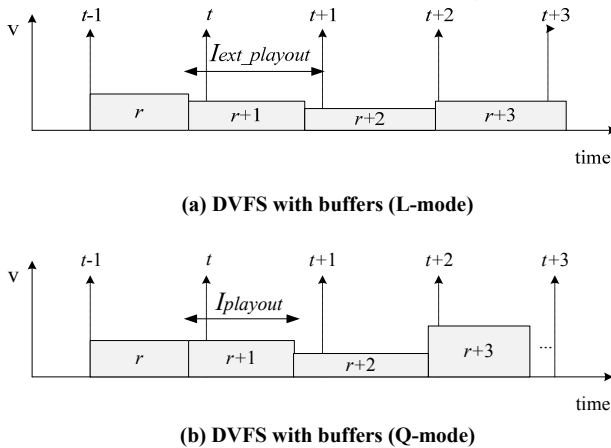 t-1 t t+1 t+2 t+3
v
Iext_playout
r r+1 r+2 r+3
time
(a) DVFS with buffers (L-mode)
t-1 t t+1 t+2 t+3
v
Iplayout
r r+1 r+2 r+3 ...
time
(b) DVFS with buffers (Q-mode)